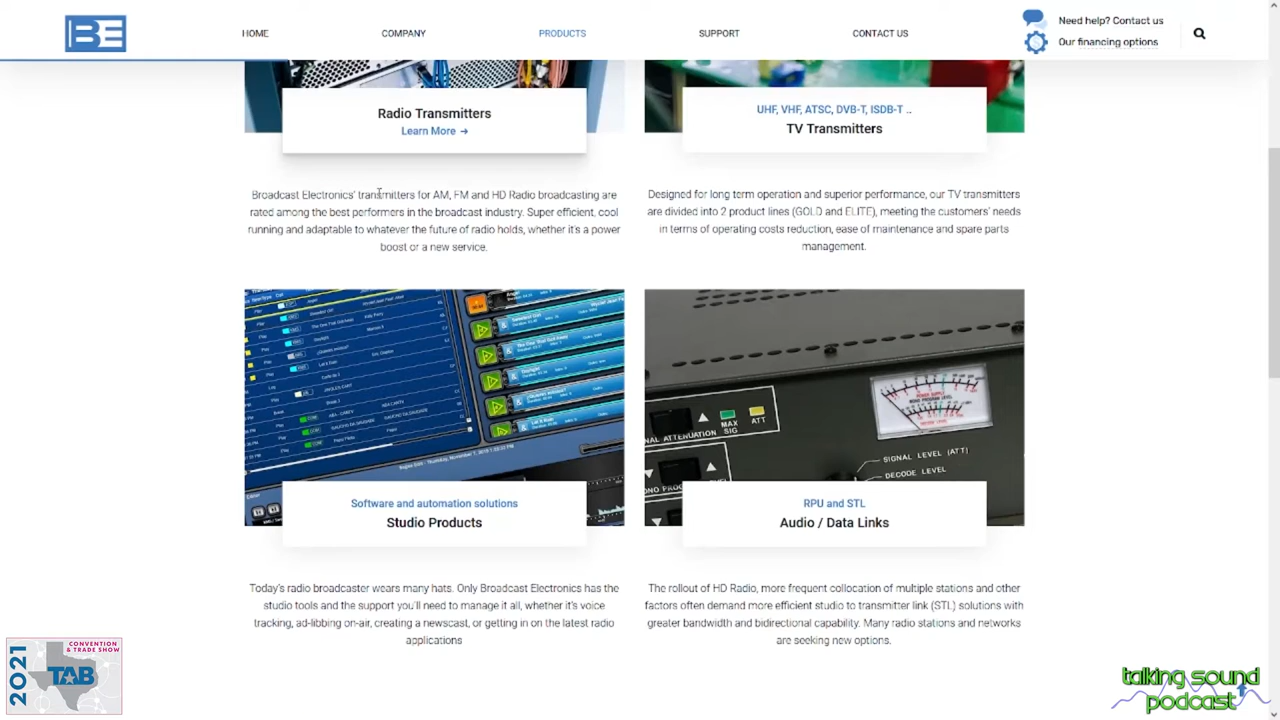 BE
HOME
COMPANY
PRODUCTS
SUPPORT
CONTACT US
Need help? Contact us
Our financing options
Radio Transmitters
Learn More →
UHF, VHF, ATSC, DVB-T, ISDB-T ..
TV Transmitters
Broadcast Electronics' transmitters for AM, FM and HD Radio broadcasting are
rated among the best performers in the broadcast industry. Super efficient, cool
running and adaptable to whatever the future of radio holds, whether it's a power
boost or a new service.
Designed for long term operation and superior performance, our TV transmitters
are divided into 2 product lines (GOLD and ELITE), meeting the customers' needs
in terms of operating costs reduction, ease of maintenance and spare parts
management.
MAX
SIG
ATT
SIGNAL LEVEL (ATT)
DECODE LEVEL
Software and automation solutions
Studio Products
RPU and STL
Audio / Data Links
Today's radio broadcaster wears many hats. Only Broadcast Electronics has the
studio tools and the support you'll need to manage it all, whether it's voice
tracking, ad-libbing on-air, creating a newscast, or getting in on the latest radio
applications
The rollout of HD Radio, more frequent collocation of multiple stations and other
factors often demand more efficient studio to transmitter link (STL) solutions with
greater bandwidth and bidirectional capability. Many radio stations and networks
are seeking new options.
2021
CONVENTION
& TRADE SHOW
TAB
talking sound
podcast